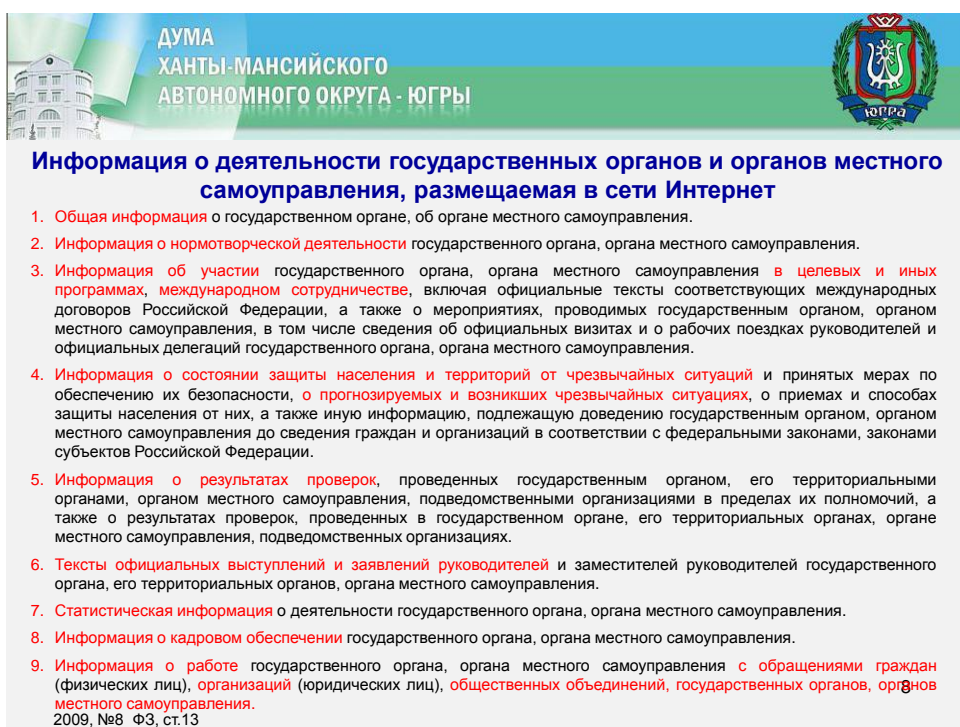 ДУМА
ХАНТЫ-МАНСИЙСКОГО
АВТОНОМНОГО ОКРУГА - ЮГРЫ
ЮГРА
Информация о деятельности государственных органов и органов местного
самоуправления, размещаемая в сети Интернет
1. Общая информация о государственном органе, об органе местного самоуправления.
2. Информация о нормотворческой деятельности государственного органа, органа местного самоуправления.
3. Информация об участии государственного органа, органа местного самоуправления в целевых и иных
программах, международном сотрудничестве, включая официальные тексты соответствующих международных
договоров Российской Федерации, а также о мероприятиях, проводимых государственным органом, органом
местного самоуправления, в том числе сведения об официальных визитах и о рабочих поездках руководителей и
официальных делегаций государственного органа, органа местного самоуправления.
4. Информация о состоянии защиты населения и территорий от чрезвычайных ситуаций и принятых мерах по
обеспечению их безопасности, о прогнозируемых и возникших чрезвычайных ситуациях, о приемах и способах
защиты населения от них, а также иную информацию, подлежащую доведению государственным органом, органом
местного самоуправления до сведения граждан и организаций в соответствии с федеральными законами, законами
субъектов Российской Федерации.
5. Информация о результатах проверок, проведенных государственным органом, его территориальными
органами, органом местного самоуправления, подведомственными организациями в пределах их полномочий, а
также о результатах проверок, проведенных в государственном органе, его территориальных органах, органе
местного самоуправления, подведомственных организациях.
6. Тексты официальных выступлений и заявлений руководителей и заместителей руководителей государственного
органа, его территориальных органов, органа местного самоуправления.
7. Статистическая информация о деятельности государственного органа, органа местного самоуправления.
8. Информация о кадровом обеспечении государственного органа, органа местного самоуправления.
9. Информация о работе государственного органа, органа местного самоуправления с обращениями граждан
(физических лиц), организаций (юридических лиц), общественных объединений, государственных органов, органов
местного самоуправления.
8
2009, №8 ФЗ, ст.13